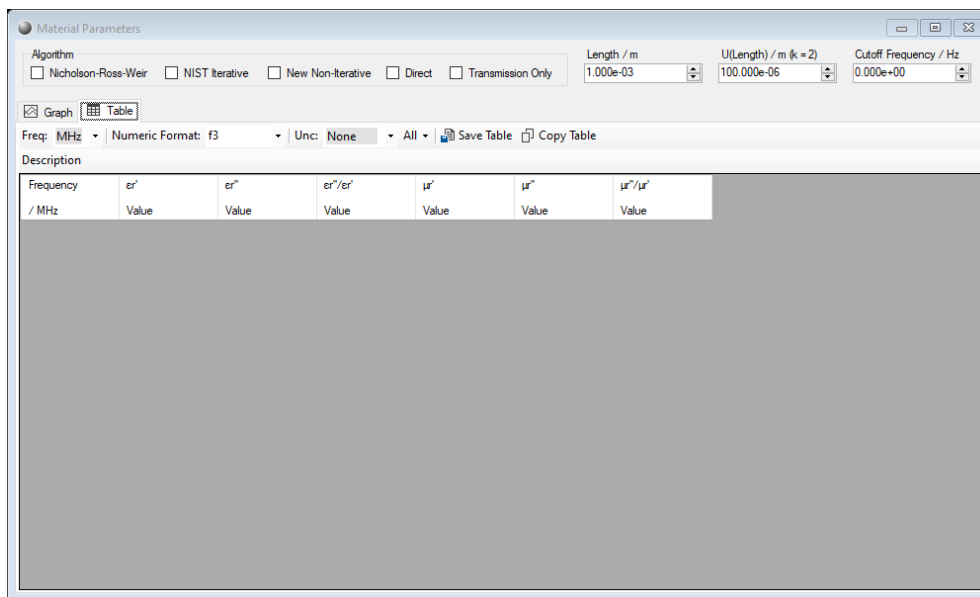 Material Parameters
Algorithm
Nicholson-Ross-Weir NIST Iterative New Non-Iterative Direct Transmission Only
Length / m U(Length) / m (k = 2) Cutoff Frequency / Hz
1.000e-03 100.000e-06 0.000e+00
Graph Table
Freq: MHz Numeric Format: f3 Unc: None All Save Table Copy Table
Description
Frequency εr' εr'' εr''/εr' μr' μr'' μr''/μr'
/ MHz Value Value Value Value Value Value